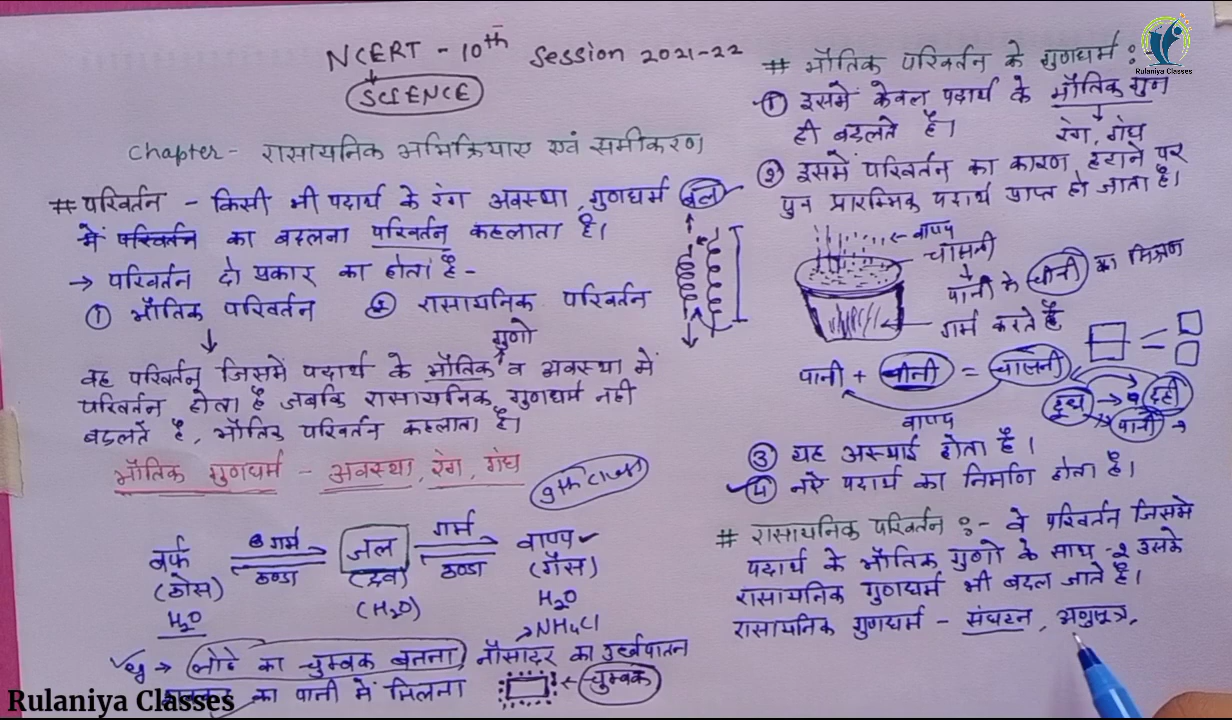 NCERT - 10th Session 2021-22
SCIENCE
Chapter - रासायनिक अभिक्रियाए एवं समीकरण
# परिवर्तन - किसी भी पदार्थ के रंग अवस्था, गुणधर्म बल
में परिवर्तन का बदलना परिवर्तन कहलाता है।
→ परिवर्तन दो प्रकार का होता है -
① भौतिक परिवर्तन ② रासायनिक परिवर्तन
गुणो
वह परिवर्तन जिसमें पदार्थ के भौतिक व अवस्था में
परिवर्तन होता है जबकि रासायनिक गुणधर्म नही
बदलते है, भौतिक परिवर्तन कहलाता है।
भौतिक गुणधर्म - अवस्था, रंग, गंध
9th class
बर्फ गर्म जल गर्म वाष्प
ठण्डा ठण्डा
(ठोस) (द्रव) (गैस)
H₂O (H₂O) H₂O
NH₄Cl
→ लोहे का चुम्बक बनना, नौसादर का उर्ध्वपातन
का पानी में मिलना ← चुम्बक
# भौतिक परिवर्तन के गुणधर्म :
① इसमें केवल पदार्थ के भौतिक गुन
ही बदलते है। रंग, गंध
② इसमें परिवर्तन का कारण हटाने पर
पुन प्रारम्भिक पदार्थ प्राप्त हो जाता है।
← वाष्प
चासनी
पानी में चीनी का मिश्रण
गर्म करते है
पानी + चीनी = चासनी
वाष्प
दूध → दही
पानी →
③ यह अस्थाई होता है।
④ नऐ पदार्थ का निर्माण होता है।
# रासायनिक परिवर्तन :- वे परिवर्तन जिसमे
पदार्थ के भौतिक गुणो के साथ-2 उसके
रासायनिक गुणधर्म भी बदल जाते है।
रासायनिक गुणधर्म - संघटन, अणुसूत्र,
Rulaniya Classes
Rulaniya Classes